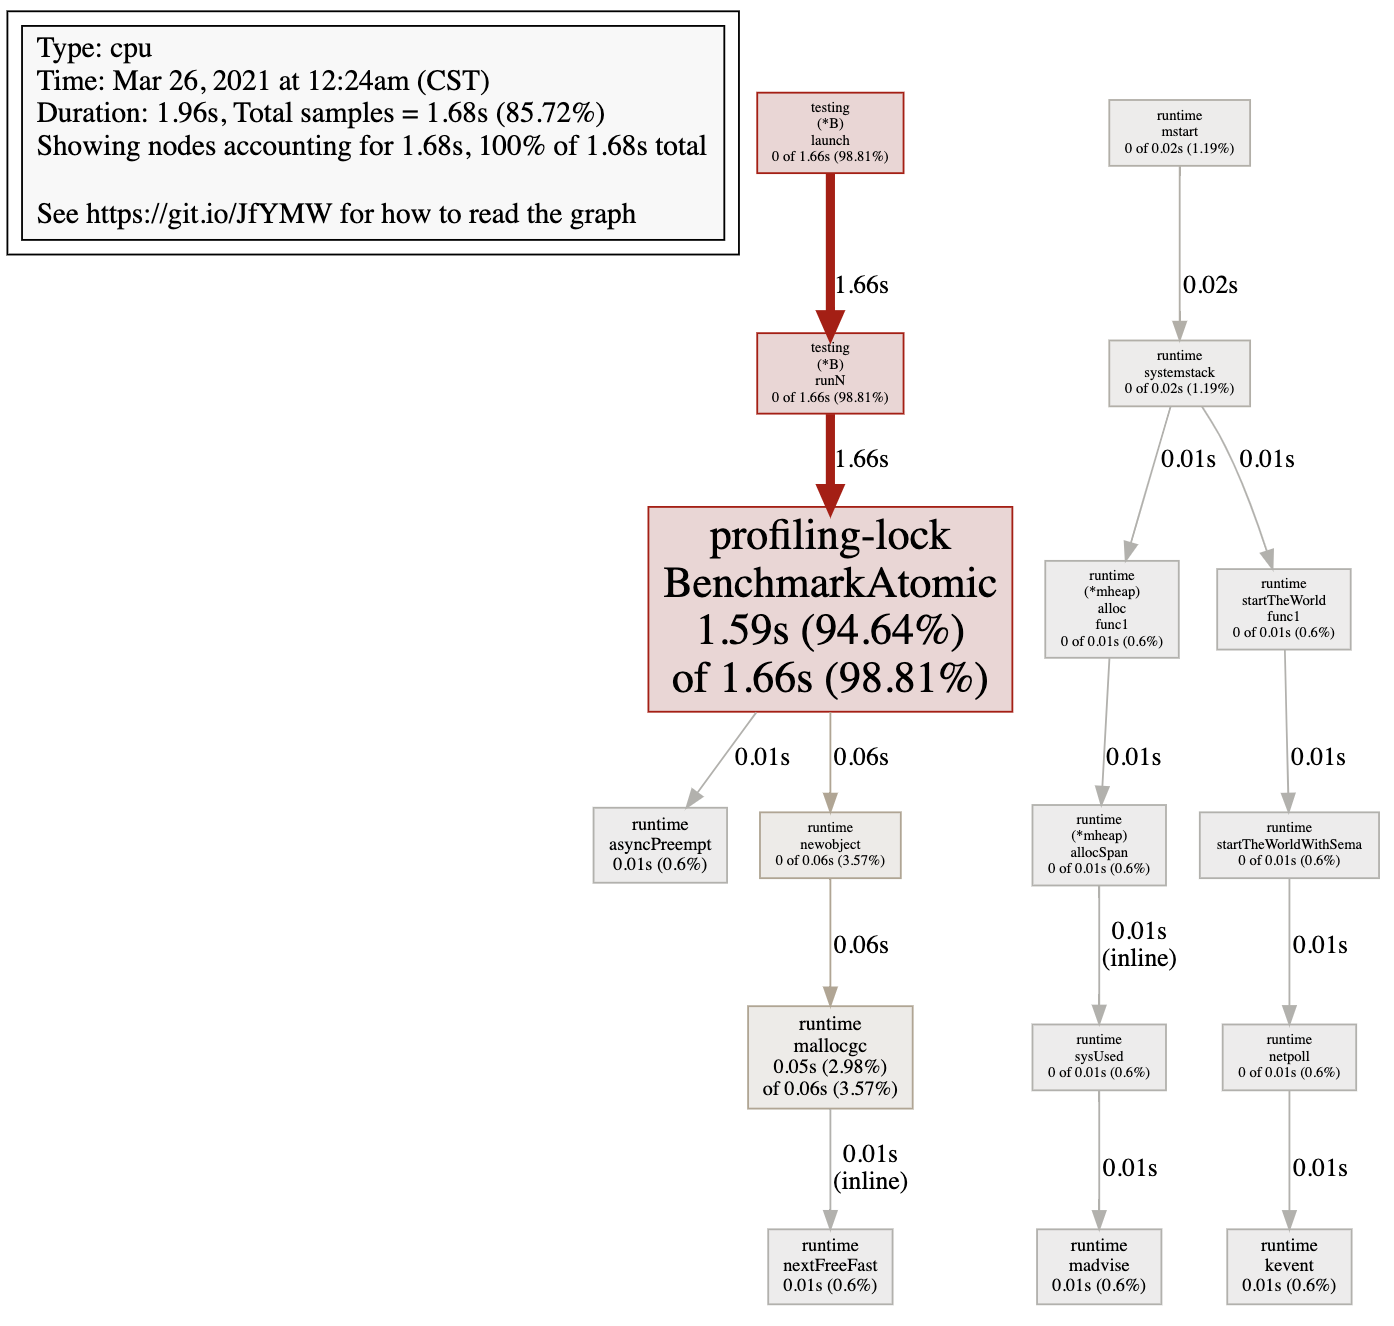 Type: cpu
Time: Mar 26, 2021 at 12:24am (CST)
Duration: 1.96s, Total samples = 1.68s (85.72%)
Showing nodes accounting for 1.68s, 100% of 1.68s total
See https://git.io/JfYMW for how to read the graph
testing
(*B)
launch
0 of 1.66s (98.81%)
runtime
mstart
0 of 0.02s (1.19%)
1.66s
0.02s
testing
(*B)
runN
0 of 1.66s (98.81%)
runtime
systemstack
0 of 0.02s (1.19%)
1.66s
0.01s
0.01s
profiling-lock
BenchmarkAtomic
1.59s (94.64%)
of 1.66s (98.81%)
runtime
(*mheap)
alloc
func1
0 of 0.01s (0.6%)
runtime
startTheWorld
func1
0 of 0.01s (0.6%)
0.01s
0.06s
0.01s
0.01s
runtime
asyncPreempt
0.01s (0.6%)
runtime
newobject
0 of 0.06s (3.57%)
runtime
(*mheap)
allocSpan
0 of 0.01s (0.6%)
runtime
startTheWorldWithSema
0 of 0.01s (0.6%)
0.06s
0.01s
(inline)
0.01s
runtime
mallocgc
0.05s (2.98%)
of 0.06s (3.57%)
runtime
sysUsed
0 of 0.01s (0.6%)
runtime
netpoll
0 of 0.01s (0.6%)
0.01s
(inline)
0.01s
0.01s
runtime
nextFreeFast
0.01s (0.6%)
runtime
madvise
0.01s (0.6%)
runtime
kevent
0.01s (0.6%)